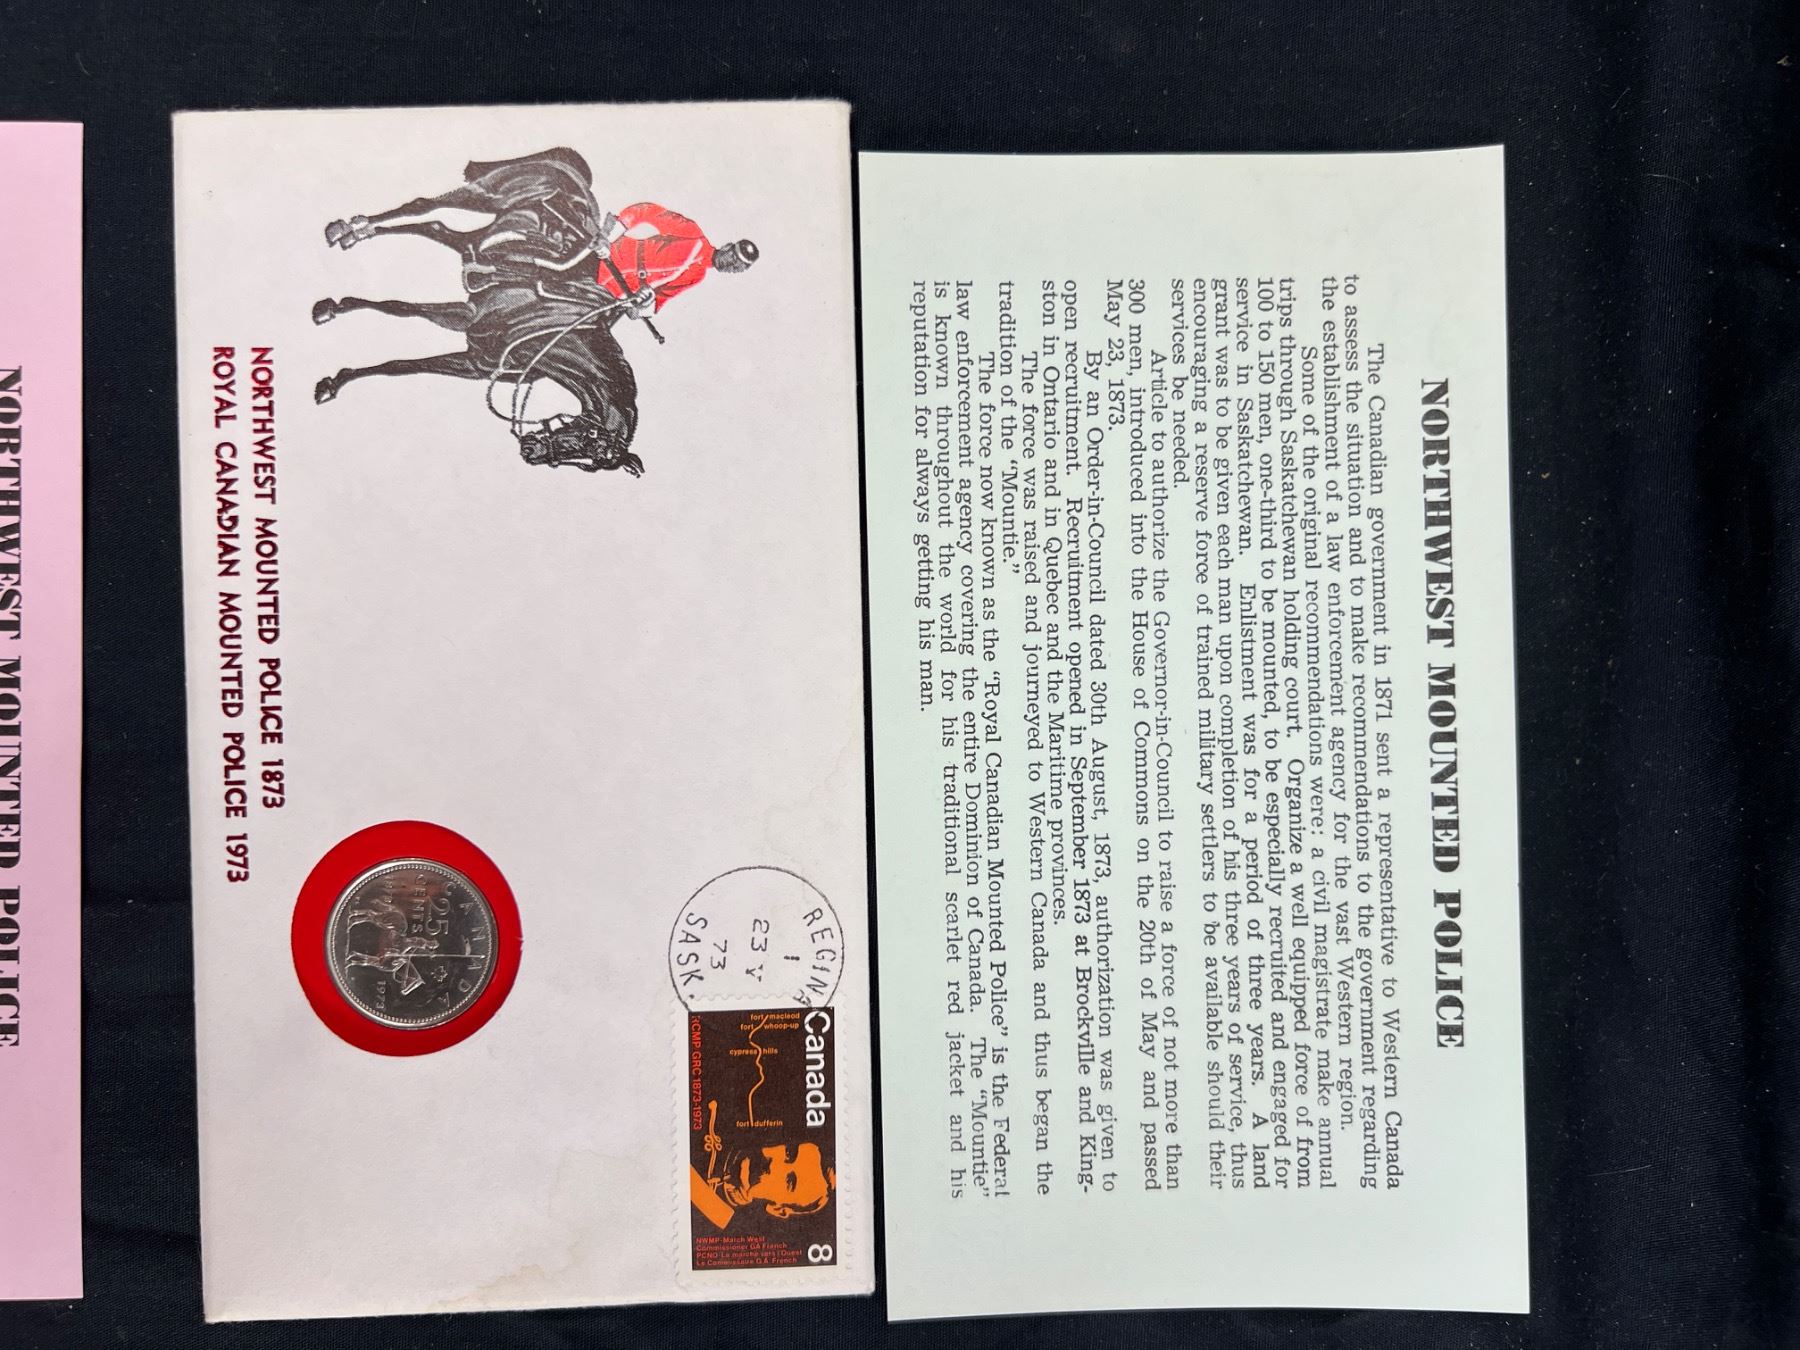 NORTHWEST MOUNTED POLICE
The Canadian government in 1871 sent a representative to Western Canada
to assess the situation and to make recommendations to the government regarding
the establishment of a law enforcement agency for the vast Western region.
Some of the original recommendations were: a civil magistrate make annual
trips through Saskatchewan holding court. Organize a well equipped force of from
100 to 150 men, one-third to be mounted, to be especially recruited and engaged for
service in Saskatchewan. Enlistment was for a period of three years. A land
grant was to be given each man upon completion of his three years of service, thus
encouraging a reserve force of trained military settlers to be available should their
services be needed.
Article to authorize the Governor-in-Council to raise a force of not more than
300 men, introduced into the House of Commons on the 20th of May and passed
May 23, 1873.
By an Order-in-Council dated 30th August, 1873, authorization was given to
open recruitment. Recruitment opened in September 1873 at Brockville and King-
ston in Ontario and in Quebec and the Maritime provinces.
The force was raised and journeyed to Western Canada and thus began the
tradition of the "Mountie."
The force now known as the "Royal Canadian Mounted Police" is the Federal
law enforcement agency covering the entire Dominion of Canada. The "Mountie"
is known throughout the world for his traditional scarlet red jacket and his
reputation for always getting his man.
REGINA
1
23 V
73
SASK.
Canada 8
fort macleod
fort whoop-up
cypress hills
fort dufferin
RCMP GRC 1873-1973
NWMP-March West
Commissioner GA French
PCNO-La marche vers l'Ouest
Le Commissaire G.A. French
CANADA
25
CENTS
1873 1973
NORTHWEST MOUNTED POLICE 1873
ROYAL CANADIAN MOUNTED POLICE 1973
NORTHWEST MOUNTED POLICE